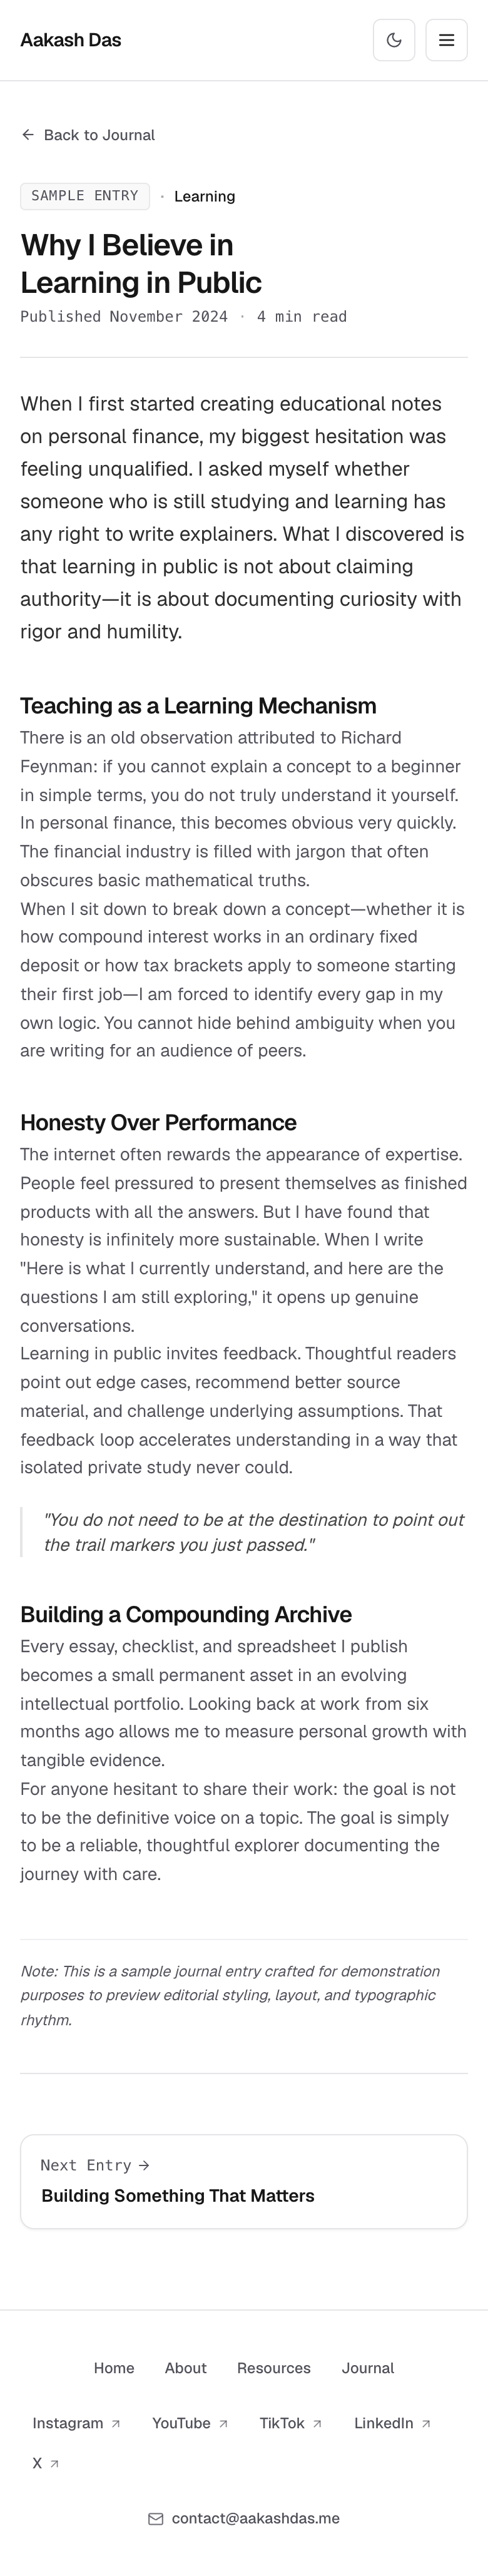 Aakash Das
Back to Journal
SAMPLE ENTRY · Learning
Why I Believe in
Learning in Public
Published November 2024 · 4 min read
When I first started creating educational notes
on personal finance, my biggest hesitation was
feeling unqualified. I asked myself whether
someone who is still studying and learning has
any right to write explainers. What I discovered is
that learning in public is not about claiming
authority—it is about documenting curiosity with
rigor and humility.
Teaching as a Learning Mechanism
There is an old observation attributed to Richard
Feynman: if you cannot explain a concept to a beginner
in simple terms, you do not truly understand it yourself.
In personal finance, this becomes obvious very quickly.
The financial industry is filled with jargon that often
obscures basic mathematical truths.
When I sit down to break down a concept—whether it is
how compound interest works in an ordinary fixed
deposit or how tax brackets apply to someone starting
their first job—I am forced to identify every gap in my
own logic. You cannot hide behind ambiguity when you
are writing for an audience of peers.
Honesty Over Performance
The internet often rewards the appearance of expertise.
People feel pressured to present themselves as finished
products with all the answers. But I have found that
honesty is infinitely more sustainable. When I write
"Here is what I currently understand, and here are the
questions I am still exploring," it opens up genuine
conversations.
Learning in public invites feedback. Thoughtful readers
point out edge cases, recommend better source
material, and challenge underlying assumptions. That
feedback loop accelerates understanding in a way that
isolated private study never could.
"You do not need to be at the destination to point out
the trail markers you just passed."
Building a Compounding Archive
Every essay, checklist, and spreadsheet I publish
becomes a small permanent asset in an evolving
intellectual portfolio. Looking back at work from six
months ago allows me to measure personal growth with
tangible evidence.
For anyone hesitant to share their work: the goal is not
to be the definitive voice on a topic. The goal is simply
to be a reliable, thoughtful explorer documenting the
journey with care.
Note: This is a sample journal entry crafted for demonstration
purposes to preview editorial styling, layout, and typographic
rhythm.
Next Entry →
Building Something That Matters
Home About Resources Journal
Instagram YouTube TikTok LinkedIn
X
contact@aakashdas.me